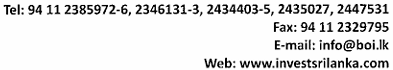 Tel: 94 11 2385972-6, 2346131-3, 2434403-5, 2435027, 2447531
Fax: 94 11 2329795
E-mail: info@boi.lk
Web: www.investsrilanka.com